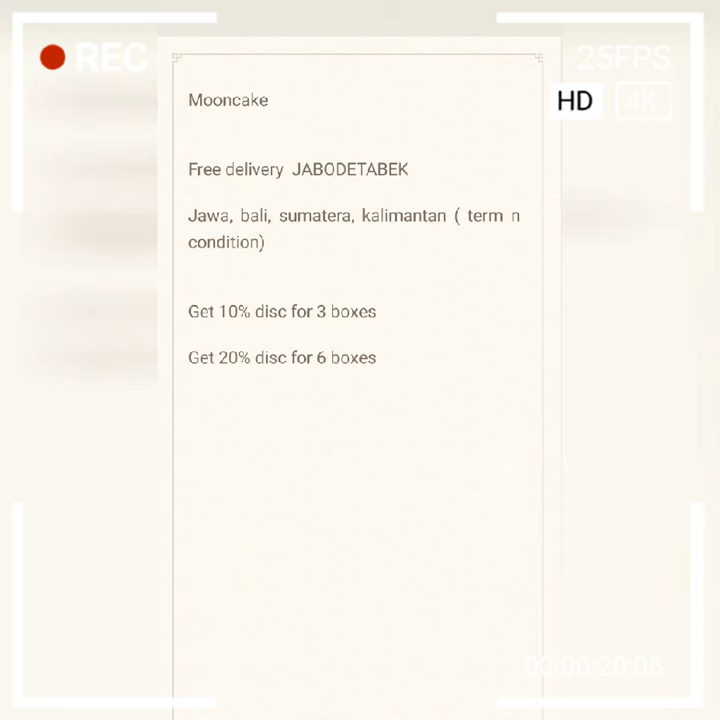 REC
25FPS
HD
4K
Mooncake
Free delivery JABODETABEK
Jawa, bali, sumatera, kalimantan ( term n
condition)
Get 10% disc for 3 boxes
Get 20% disc for 6 boxes
00:00:20:05